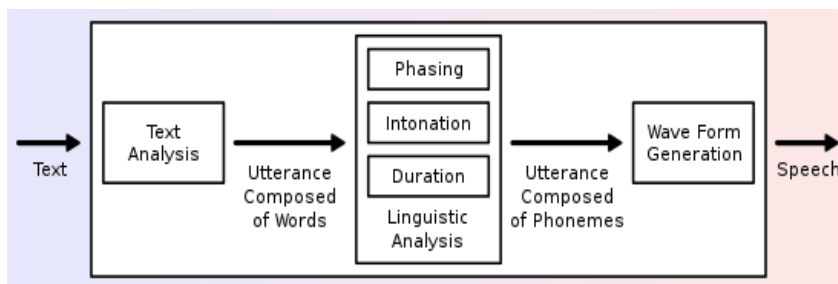 Text
Text
Analysis
Utterance
Composed
of Words
Phasing
Intonation
Duration
Linguistic
Analysis
Utterance
Composed
of Phonemes
Wave Form
Generation
Speech